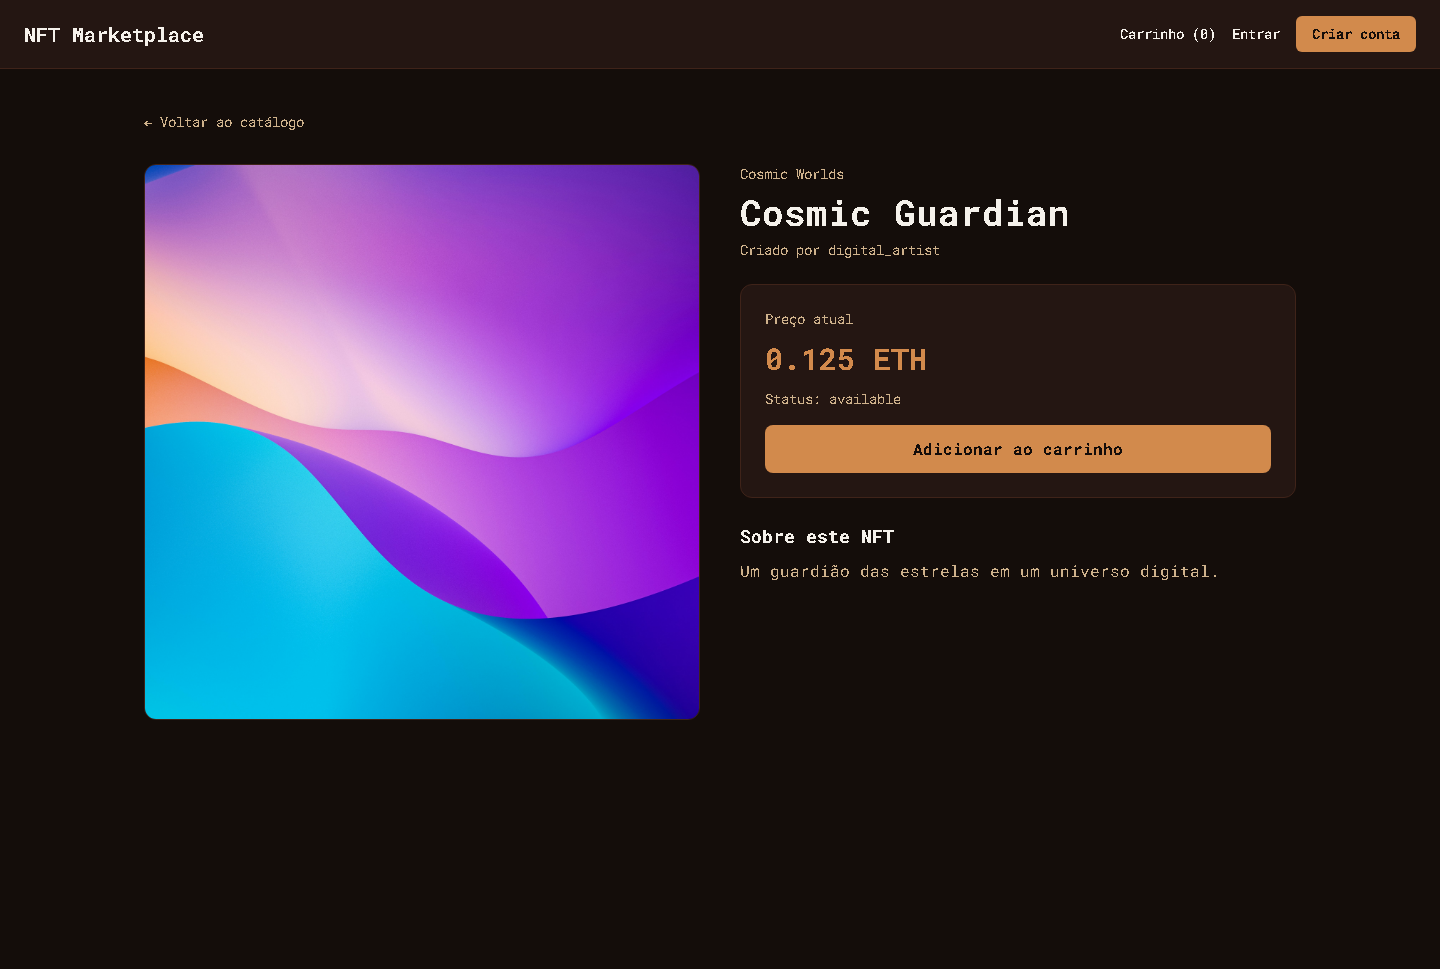 NFT Marketplace
Carrinho (0) Entrar Criar conta
← Voltar ao catálogo
Cosmic Worlds
Cosmic Guardian
Criado por digital_artist
Preço atual
0.125 ETH
Status: available
Adicionar ao carrinho
Sobre este NFT
Um guardião das estrelas em um universo digital.